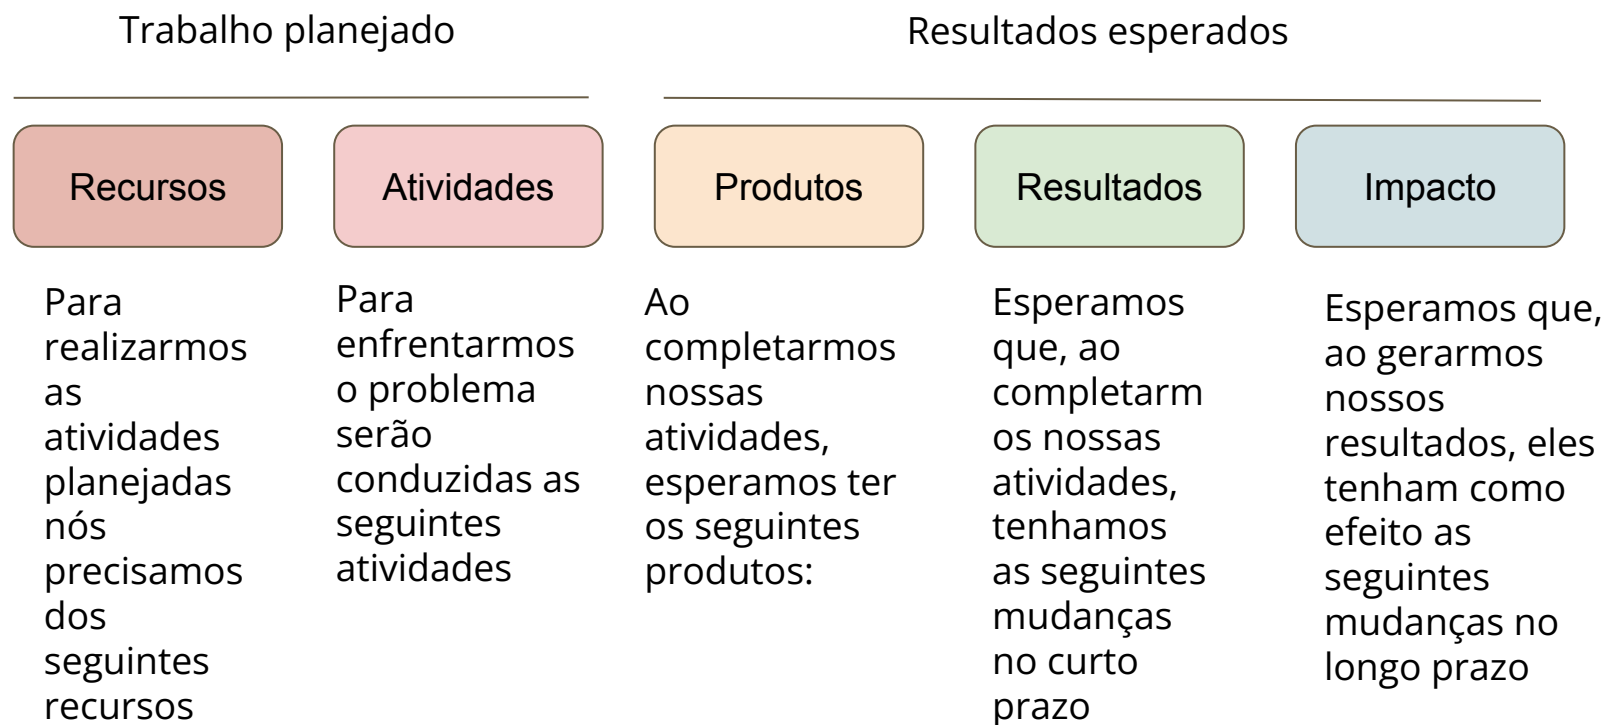 Trabalho planejado
Resultados esperados
Recursos
Atividades
Produtos
Resultados
Impacto
Para
realizarmos
as
atividades
planejadas
nós
precisamos
dos
seguintes
recursos
Para
enfrentarmos
o problema
serão
conduzidas as
seguintes
atividades
Ao
completarmos
nossas
atividades,
esperamos ter
os seguintes
produtos:
Esperamos
que, ao
completarm
os nossas
atividades,
tenhamos
as seguintes
mudanças
no curto
prazo
Esperamos que,
ao gerarmos
nossos
resultados, eles
tenham como
efeito as
seguintes
mudanças no
longo prazo